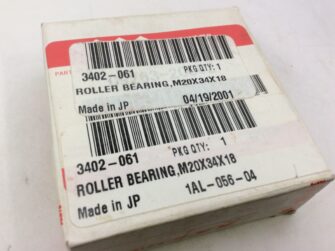 PART
3402-061 PKG QTY: 1
ROLLER BEARING,M20X34X18
Made in JP 04/19/2001
3402-061 PKG QTY: 1
ROLLER BEARING,M20X34X18
Made in JP 1AL-056-04